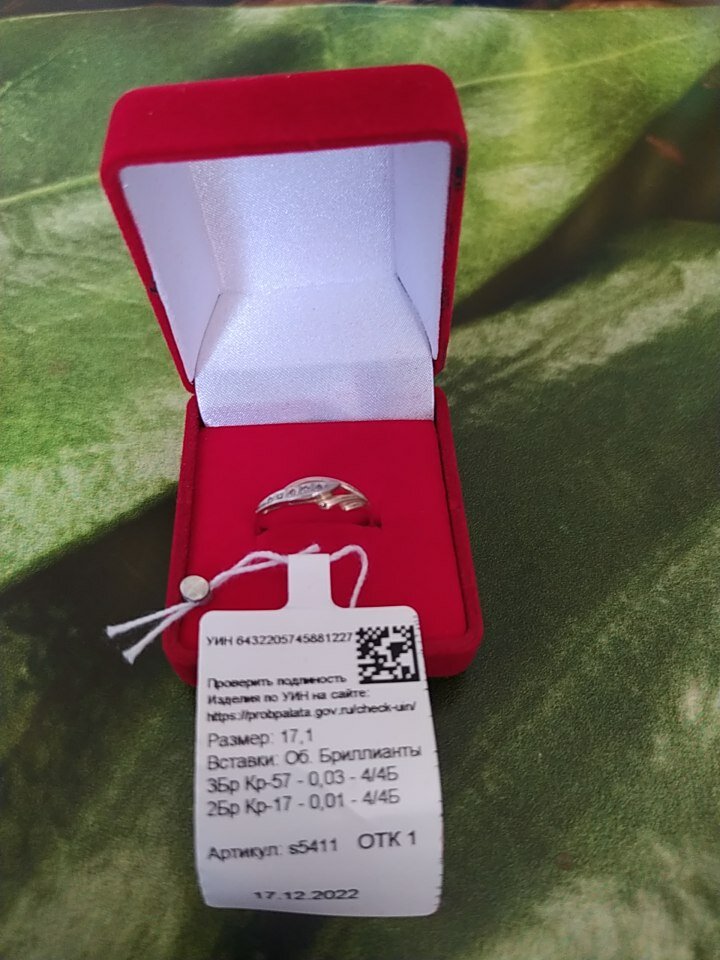 УИН 6432205745881227
Проверить подлиность
Изделия по УИН на сайте:
https://probpalata.gov.ru/check-uin/
Размер: 17,1
Вставки: Об. Бриллианты
3Бр Кр-57 - 0,03 - 4/4Б
2Бр Кр-17 - 0,01 - 4/4Б
Артикул: s5411 ОТК 1
17.12.2022